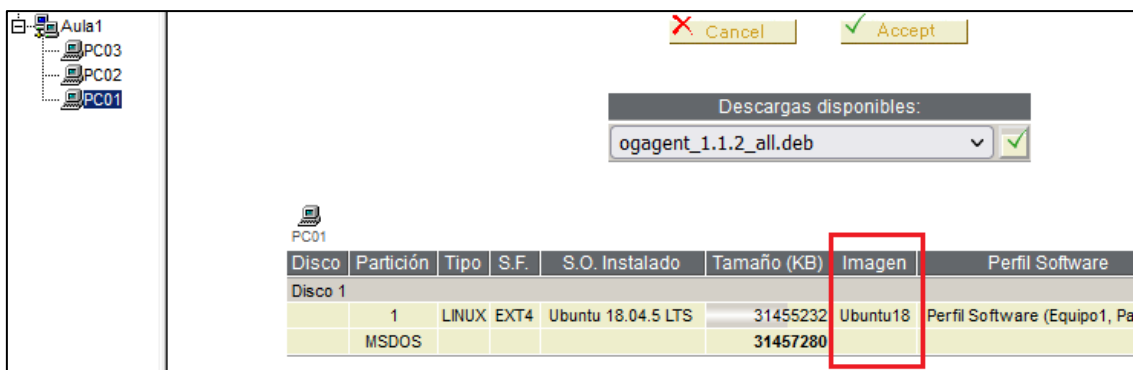 Aula1
PC03
PC02
PC01
Cancel Accept
Descargas disponibles:
ogagent_1.1.2_all.deb
PC01
Disco Partición Tipo S.F. S.O. Instalado Tamaño (KB) Imagen Perfil Software
Disco 1
1 LINUX EXT4 Ubuntu 18.04.5 LTS 31455232 Ubuntu18 Perfil Software (Equipo1, Pa
MSDOS 31457280